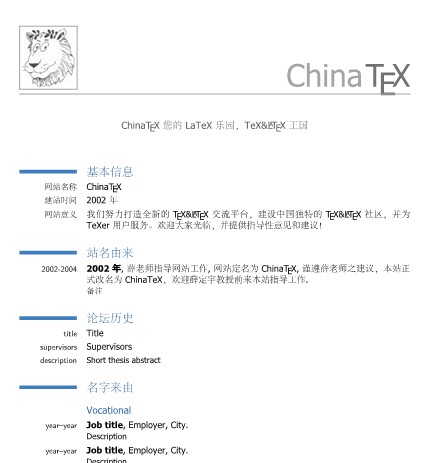 ChinaTEX
ChinaTEX 您的 LaTeX 乐园，TeX&LATEX 王国
基本信息
网站名称 ChinaTEX
建站时间 2002 年
网站意义 我们努力打造全新的 TEX&LATEX 交流平台，建设中国独特的 TEX&LATEX 社区，并为
TeXer 用户服务。欢迎大家光临，并提供指导性意见和建议！
站名由来
2002-2004 2002 年, 薛老师指导网站工作, 网站定名为 ChinaTEX, 谨遵薛老师之建议，本站正
式改名为 ChinaTeX，欢迎薛定宇教授前来本站指导工作。
备注
论坛历史
title Title
supervisors Supervisors
description Short thesis abstract
名字来由
Vocational
year–year Job title, Employer, City.
Description
year–year Job title, Employer, City.
Description